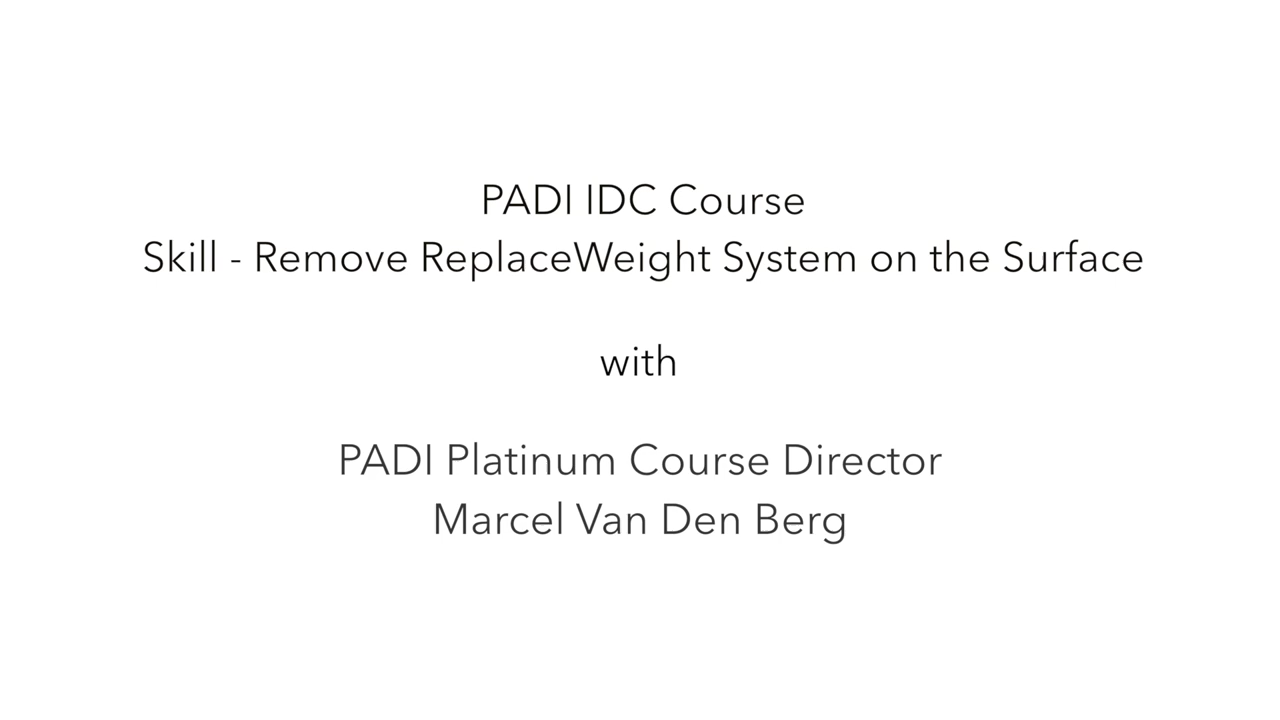 PADI IDC Course
Skill - Remove ReplaceWeight System on the Surface
with
PADI Platinum Course Director
Marcel Van Den Berg